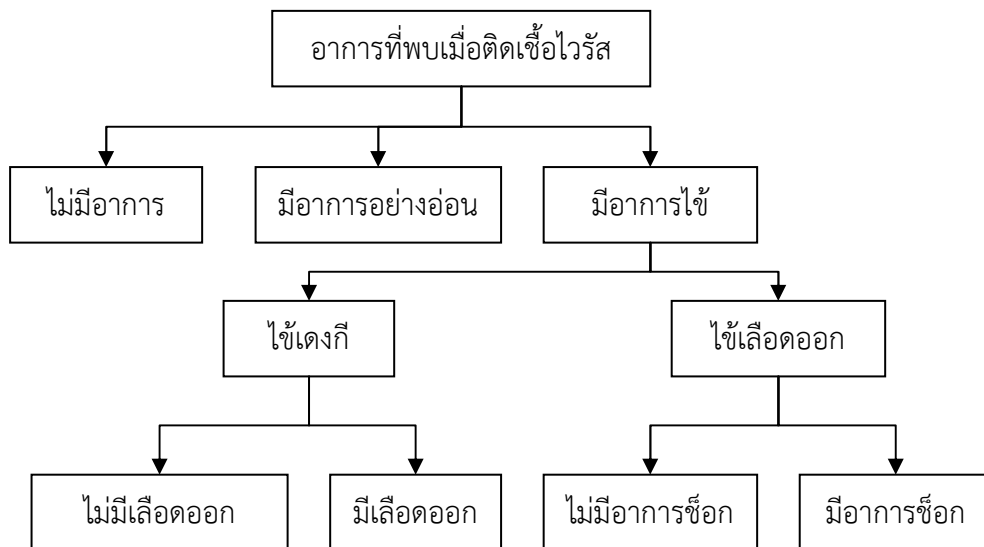 อาการที่พบเมื่อติดเชื้อไวรัส
ไม่มีอาการ
มีอาการอย่างอ่อน
มีอาการไข้
ไข้เดงกี
ไข้เลือดออก
ไม่มีเลือดออก
มีเลือดออก
ไม่มีอาการช็อก
มีอาการช็อก